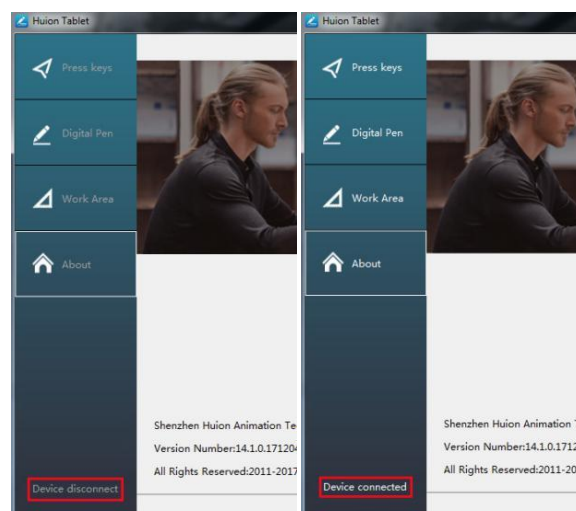 Huion Tablet
Press keys
Digital Pen
Work Area
About
Shenzhen Huion Animation Te
Version Number:14.1.0.171204
All Rights Reserved:2011-2017
Device disconnect
Huion Tablet
Press keys
Digital Pen
Work Area
About
Shenzhen Huion Animation
Version Number:14.1.0.1712
All Rights Reserved:2011-20
Device connected